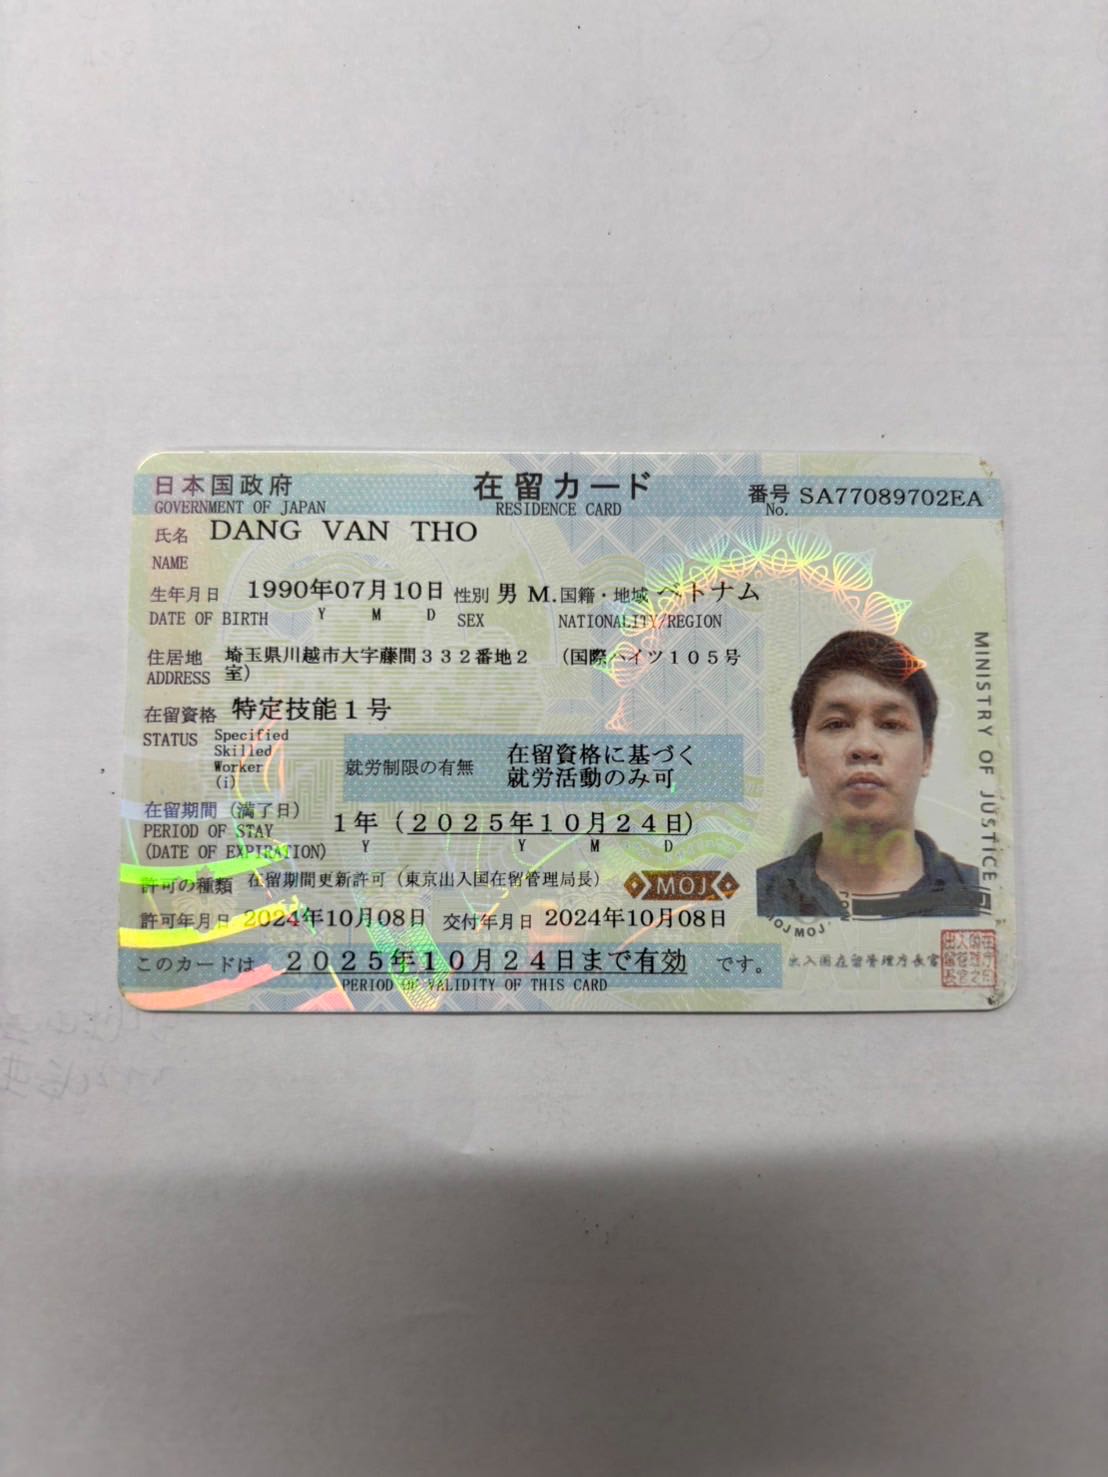 日本国政府
GOVERNMENT OF JAPAN
在留カード
RESIDENCE CARD
番号 SA77089702EA
No.
氏名 DANG VAN THO
NAME
生年月日 1990年07月10日 性別 男 M. 国籍・地域 ベトナム
DATE OF BIRTH Y M D SEX NATIONALITY/REGION
住居地 埼玉県川越市大字藤間332番地2 (国際ハイツ105号
ADDRESS 室)
在留資格 特定技能1号
STATUS Specified
Skilled
Worker
(i)
就労制限の有無 在留資格に基づく
就労活動のみ可
在留期間(満了日)
PERIOD OF STAY
(DATE OF EXPIRATION)
1年(2025年10月24日)
Y Y M D
許可の種類 在留期間更新許可(東京出入国在留管理局長)
MOJ
許可年月日 2024年10月08日 交付年月日 2024年10月08日
このカードは 2025年10月24日まで有効 です。
PERIOD OF VALIDITY OF THIS CARD
MINISTRY OF JUSTICE
MOJ MOJ
出入国在留管理庁長官